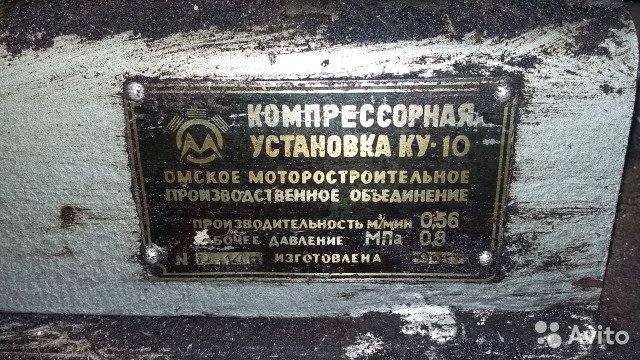 КОМПРЕССОРНАЯ
УСТАНОВКА КУ-10
ОМСКОЕ МОТОРОСТРОИТЕЛЬНОЕ
ПРОИЗВОДСТВЕННОЕ ОБЪЕДИНЕНИЕ
ПРОИЗВОДИТЕЛЬНОСТЬ М³/МИН 0,56
РАБОЧЕЕ ДАВЛЕНИЕ МПа 0,8
N ИЗГОТОВЛЕНА
Avito